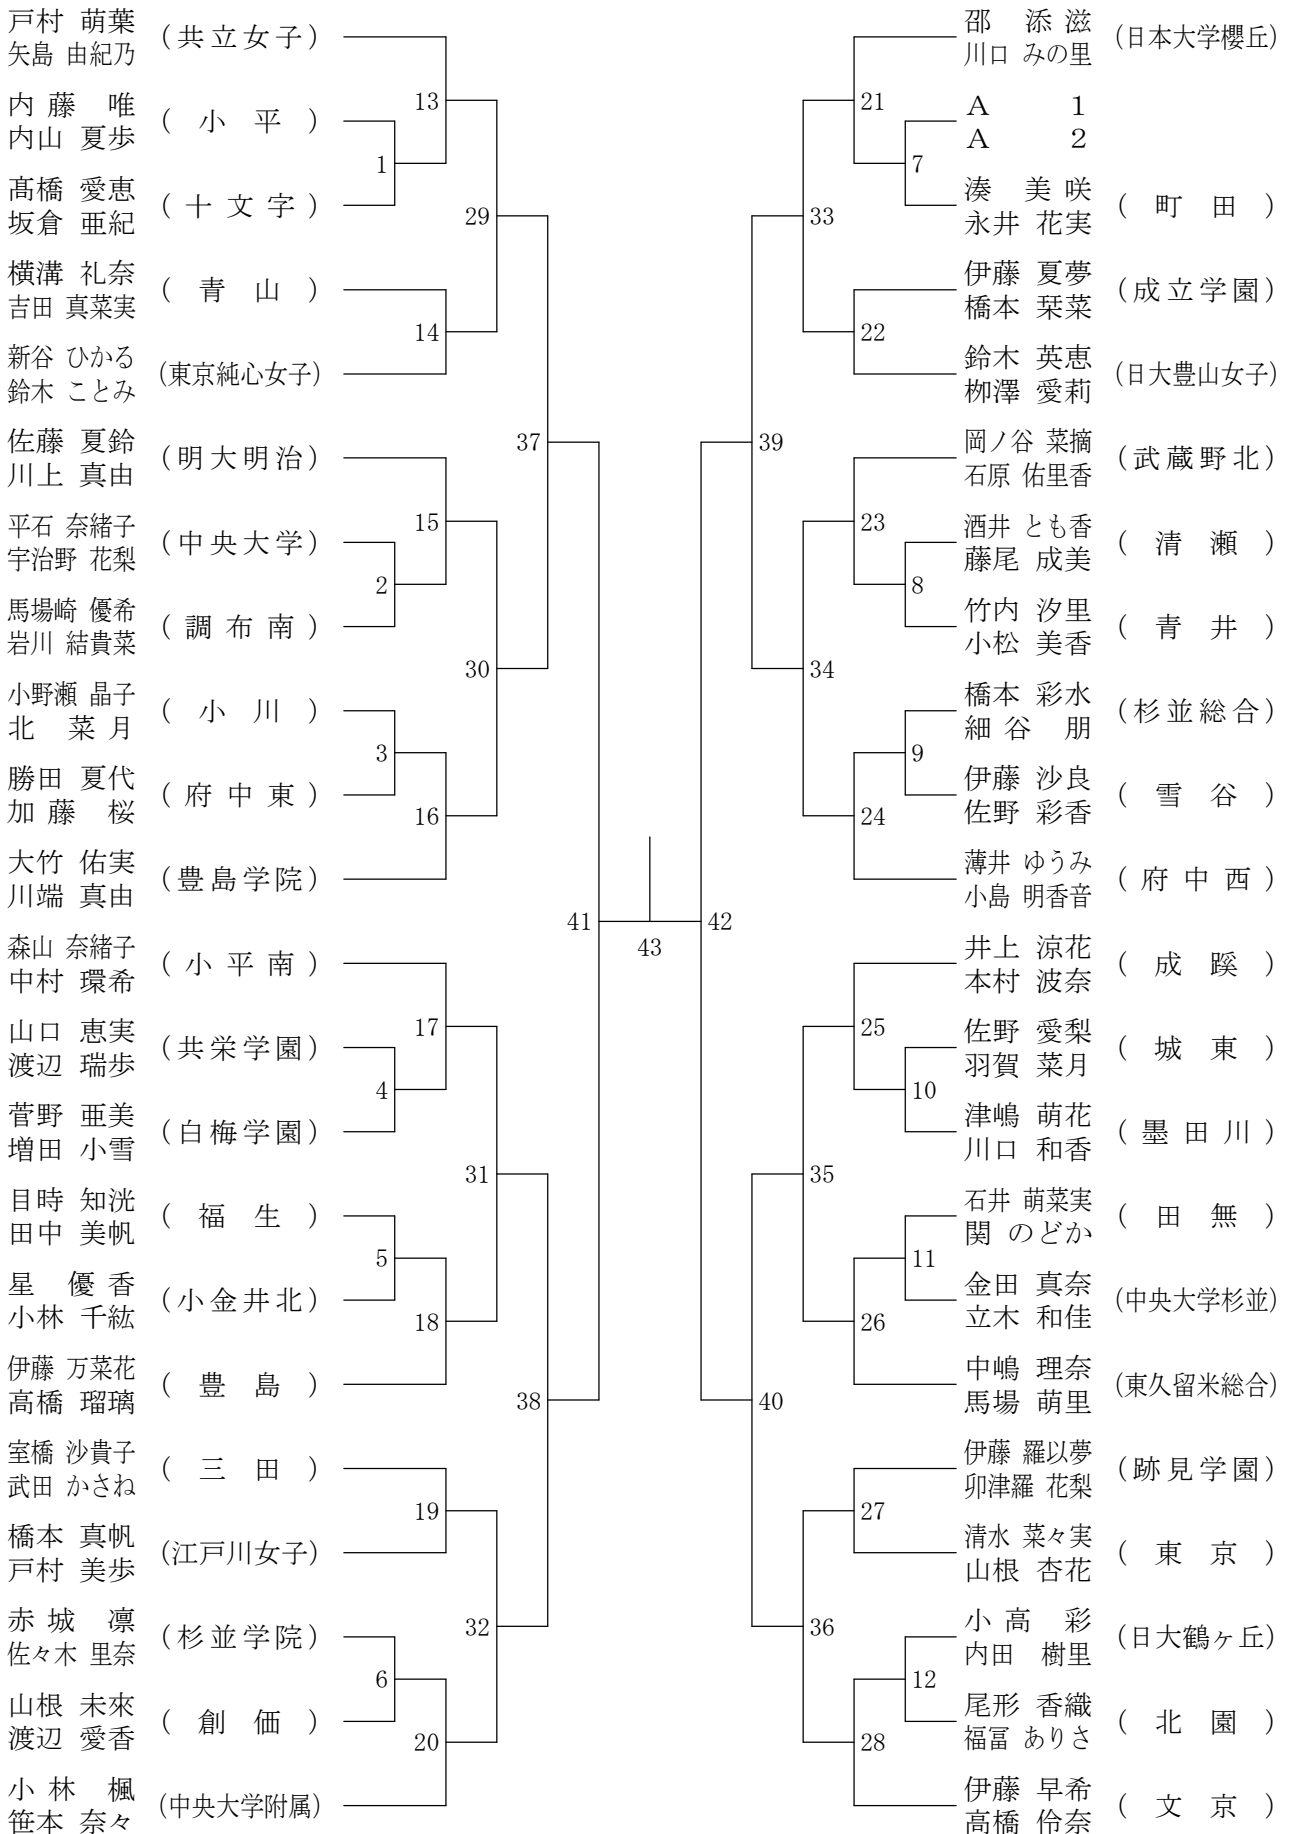 戸村 萌葉
矢島 由紀乃
(共立女子)
内藤 唯
内山 夏歩
(小平)
髙橋 愛恵
坂倉 亜紀
(十文字)
横溝 礼奈
吉田 真菜実
(青山)
新谷 ひかる
鈴木 ことみ
(東京純心女子)
佐藤 夏鈴
川上 真由
(明大明治)
平石 奈緒子
宇治野 花梨
(中央大学)
馬場崎 優希
岩川 結貴菜
(調布南)
小野瀬 晶子
北 菜月
(小川)
勝田 夏代
加藤 桜
(府中東)
大竹 佑実
川端 真由
(豊島学院)
森山 奈緒子
中村 環希
(小平南)
山口 恵実
渡辺 瑞歩
(共栄学園)
菅野 亜美
増田 小雪
(白梅学園)
目時 知洸
田中 美帆
(福生)
星 優香
小林 千紘
(小金井北)
伊藤 万菜花
高橋 瑠璃
(豊島)
室橋 沙貴子
武田 かさね
(三田)
橋本 真帆
戸村 美歩
(江戸川女子)
赤城 凛
佐々木 里奈
(杉並学院)
山根 未來
渡辺 愛香
(創価)
小林 楓
笹本 奈々
(中央大学附属)
13
1
29
14
37
15
2
30
3
16
41
17
4
31
5
18
38
19
32
6
20
43
42
21
7
33
22
39
23
8
34
9
24
25
10
35
11
26
40
27
36
12
28
邵 添滋
川口 みの里
(日本大学櫻丘)
A 1
A 2
湊 美咲
永井 花実
(町田)
伊藤 夏夢
橋本 栞菜
(成立学園)
鈴木 英恵
栁澤 愛莉
(日大豊山女子)
岡ノ谷 菜摘
石原 佑里香
(武蔵野北)
酒井 とも香
藤尾 成美
(清瀬)
竹内 汐里
小松 美香
(青井)
橋本 彩水
細谷 朋
(杉並総合)
伊藤 沙良
佐野 彩香
(雪谷)
薄井 ゆうみ
小島 明香音
(府中西)
井上 涼花
本村 波奈
(成蹊)
佐野 愛梨
羽賀 菜月
(城東)
津嶋 萌花
川口 和香
(墨田川)
石井 萌菜実
関 のどか
(田無)
金田 真奈
立木 和佳
(中央大学杉並)
中嶋 理奈
馬場 萌里
(東久留米総合)
伊藤 羅以夢
卯津羅 花梨
(跡見学園)
清水 菜々実
山根 杏花
(東京)
小高 彩
内田 樹里
(日大鶴ヶ丘)
尾形 香織
福冨 ありさ
(北園)
伊藤 早希
高橋 伶奈
(文京)